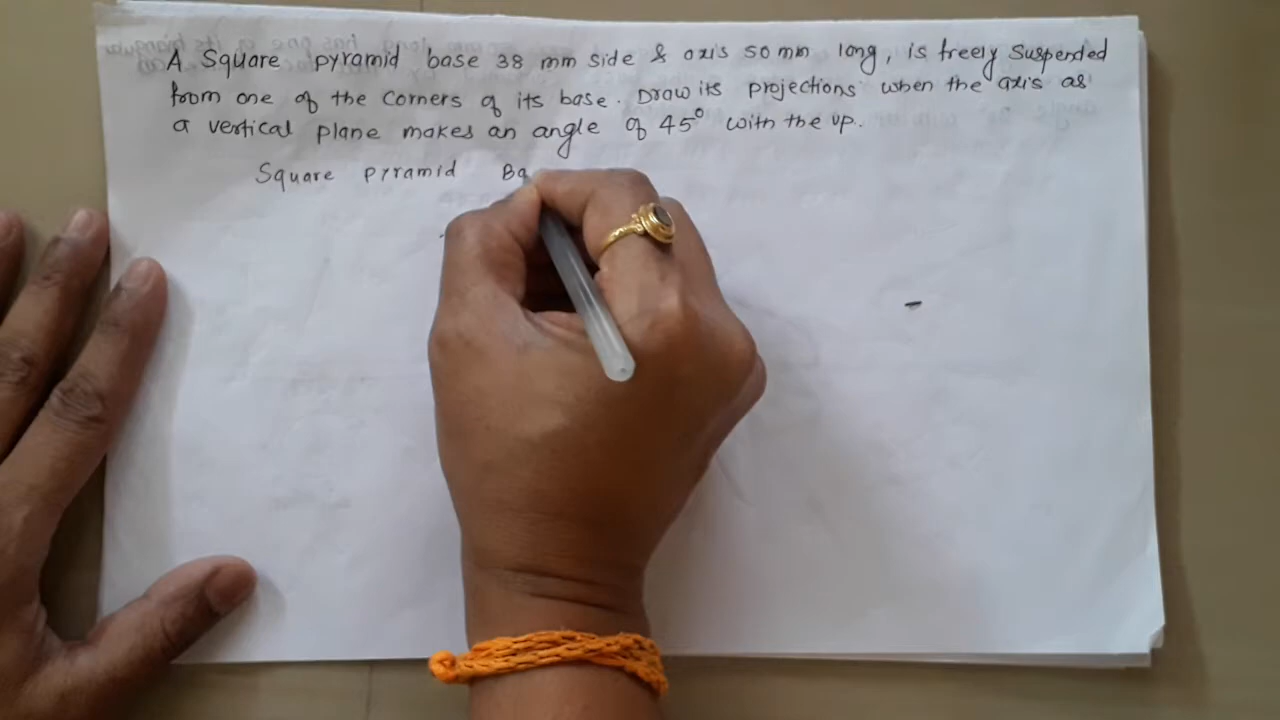 A Square pyramid base 38 mm side & axis 50 mm long, is freely suspended
from one of the corners of its base. Draw its projections when the axis as
a vertical plane makes an angle of 45° with the VP.
Square pyramid Ba